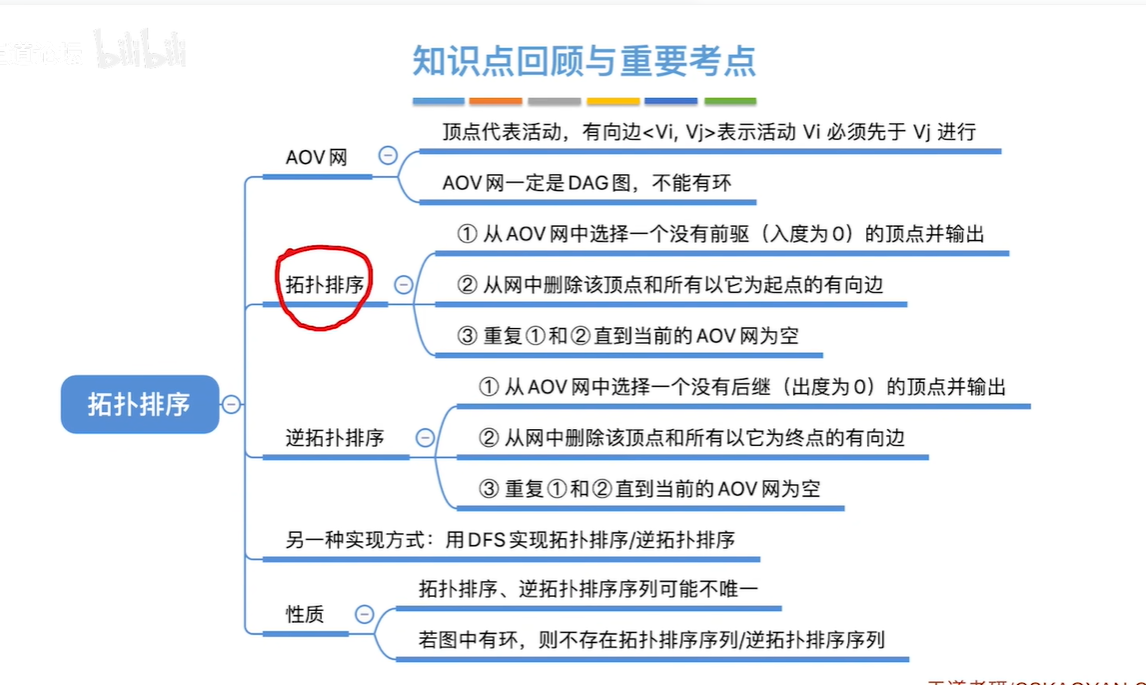 bilibili
知识点回顾与重要考点
顶点代表活动，有向边<Vi, Vj>表示活动 Vi 必须先于 Vj 进行
AOV网
AOV网一定是DAG图，不能有环
① 从AOV网中选择一个没有前驱（入度为0）的顶点并输出
拓扑排序
② 从网中删除该顶点和所有以它为起点的有向边
③ 重复①和②直到当前的AOV网为空
拓扑排序
① 从AOV网中选择一个没有后继（出度为0）的顶点并输出
逆拓扑排序
② 从网中删除该顶点和所有以它为终点的有向边
③ 重复①和②直到当前的AOV网为空
另一种实现方式：用DFS实现拓扑排序/逆拓扑排序
拓扑排序、逆拓扑排序序列可能不唯一
性质
若图中有环，则不存在拓扑排序序列/逆拓扑排序序列